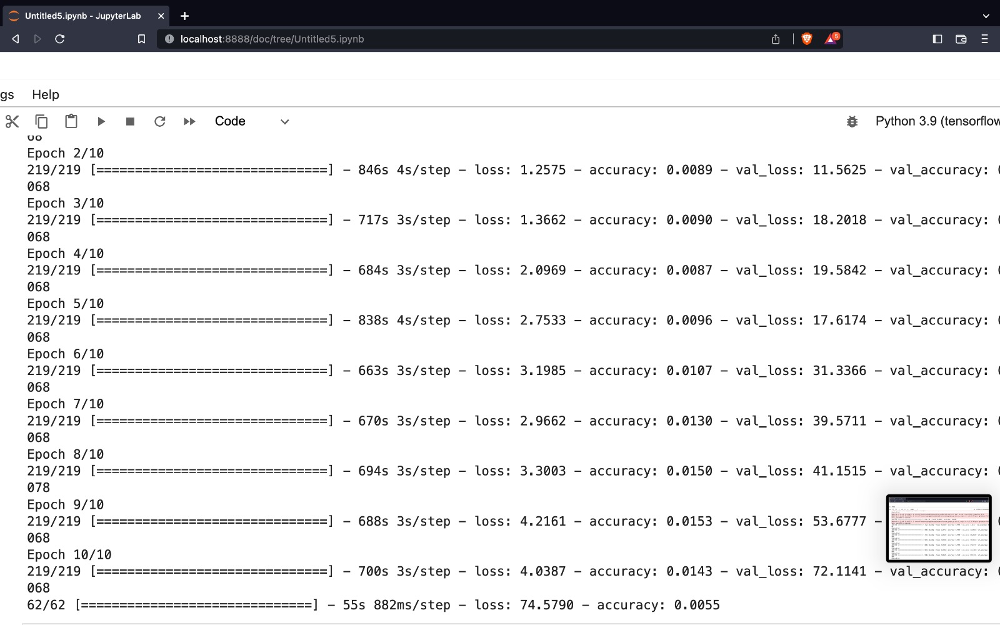 Untitled5.ipynb - JupyterLab
localhost:8888/doc/tree/Untitled5.ipynb
5
gs Help
Code
Python 3.9 (tensorflow
68
Epoch 2/10
219/219 [==============================] - 846s 4s/step - loss: 1.2575 - accuracy: 0.0089 - val_loss: 11.5625 - val_accuracy: 0
068
Epoch 3/10
219/219 [==============================] - 717s 3s/step - loss: 1.3662 - accuracy: 0.0090 - val_loss: 18.2018 - val_accuracy: 0
068
Epoch 4/10
219/219 [==============================] - 684s 3s/step - loss: 2.0969 - accuracy: 0.0087 - val_loss: 19.5842 - val_accuracy: 0
068
Epoch 5/10
219/219 [==============================] - 838s 4s/step - loss: 2.7533 - accuracy: 0.0096 - val_loss: 17.6174 - val_accuracy: 0
068
Epoch 6/10
219/219 [==============================] - 663s 3s/step - loss: 3.1985 - accuracy: 0.0107 - val_loss: 31.3366 - val_accuracy: 0
068
Epoch 7/10
219/219 [==============================] - 670s 3s/step - loss: 2.9662 - accuracy: 0.0130 - val_loss: 39.5711 - val_accuracy: 0
068
Epoch 8/10
219/219 [==============================] - 694s 3s/step - loss: 3.3003 - accuracy: 0.0150 - val_loss: 41.1515 - val_accuracy: 0
078
Epoch 9/10
219/219 [==============================] - 688s 3s/step - loss: 4.2161 - accuracy: 0.0153 - val_loss: 53.6777 -
068
Epoch 10/10
219/219 [==============================] - 700s 3s/step - loss: 4.0387 - accuracy: 0.0143 - val_loss: 72.1141 - val_accuracy: 0
068
62/62 [==============================] - 55s 882ms/step - loss: 74.5790 - accuracy: 0.0055